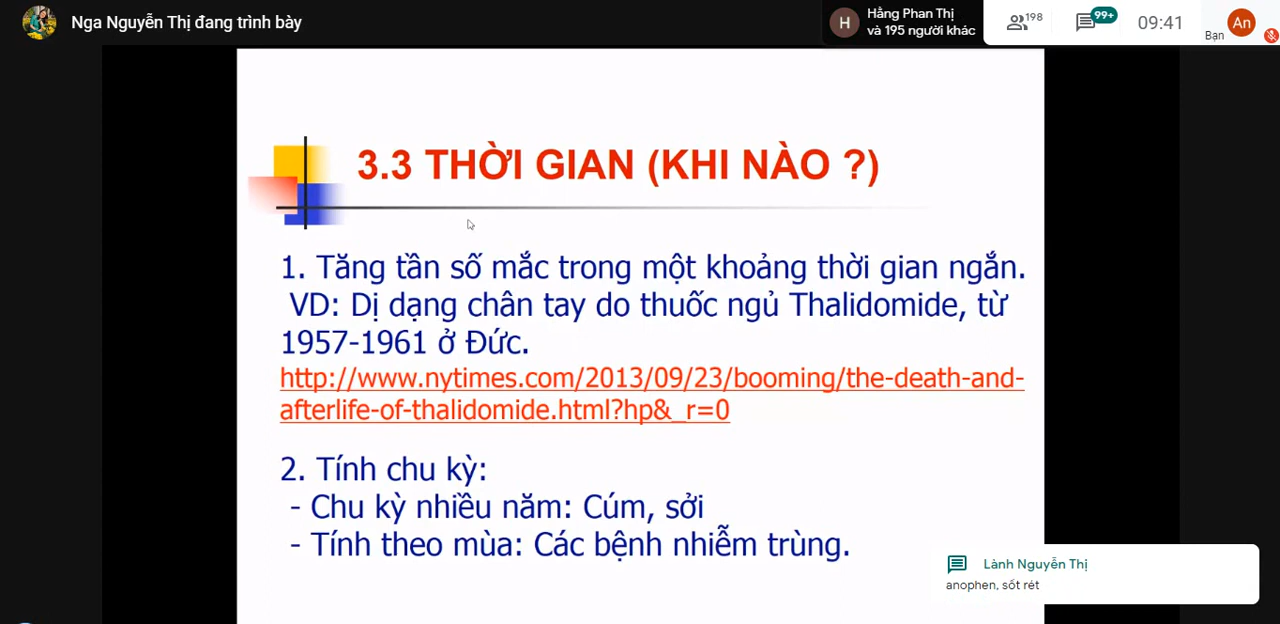 Nga Nguyễn Thị đang trình bày
H
Hằng Phan Thị
và 195 người khác
198
99+
09:41
Bạn
An
3.3 THỜI GIAN (KHI NÀO ?)
1. Tăng tần số mắc trong một khoảng thời gian ngắn.
VD: Dị dạng chân tay do thuốc ngủ Thalidomide, từ
1957-1961 ở Đức.
http://www.nytimes.com/2013/09/23/booming/the-death-and-
afterlife-of-thalidomide.html?hp&_r=0
2. Tính chu kỳ:
- Chu kỳ nhiều năm: Cúm, sởi
- Tính theo mùa: Các bệnh nhiễm trùng.
Lành Nguyễn Thị
anophen, sốt rét